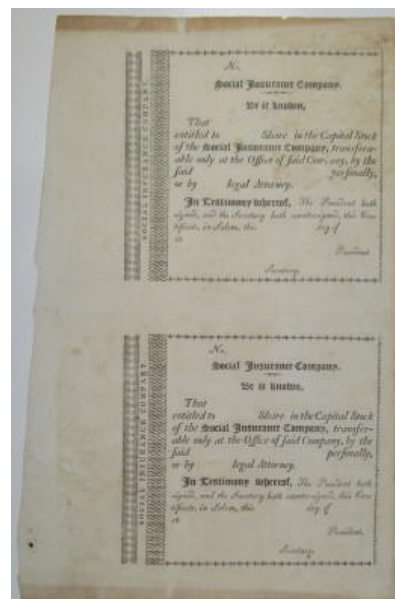 SOCIAL INSURANCE COMPANY.
No.
Social Insurance Company.
Be it known,
That
entitled to Share in the Capital Stock
of the Social Insurance Company, transfer-
able only at the Office of said Com any, by the
said personally,
or by legal Attorney.
In Testimony whereof, The President hath
signed, and the Secretary hath countersigned, this Cer-
tificate, in Salem, this day of
18
President.
Secretary.
SOCIAL INSURANCE COMPANY.
No.
Social Insurance Company.
Be it known,
That
entitled to Share in the Capital Stock
of the Social Insurance Company, transfer-
able only at the Office of said Company, by the
said personally,
or by legal Attorney.
In Testimony whereof, The President hath
signed, and the Secretary hath countersigned, this Cer-
tificate, in Salem, this day of
18
President.
Secretary.